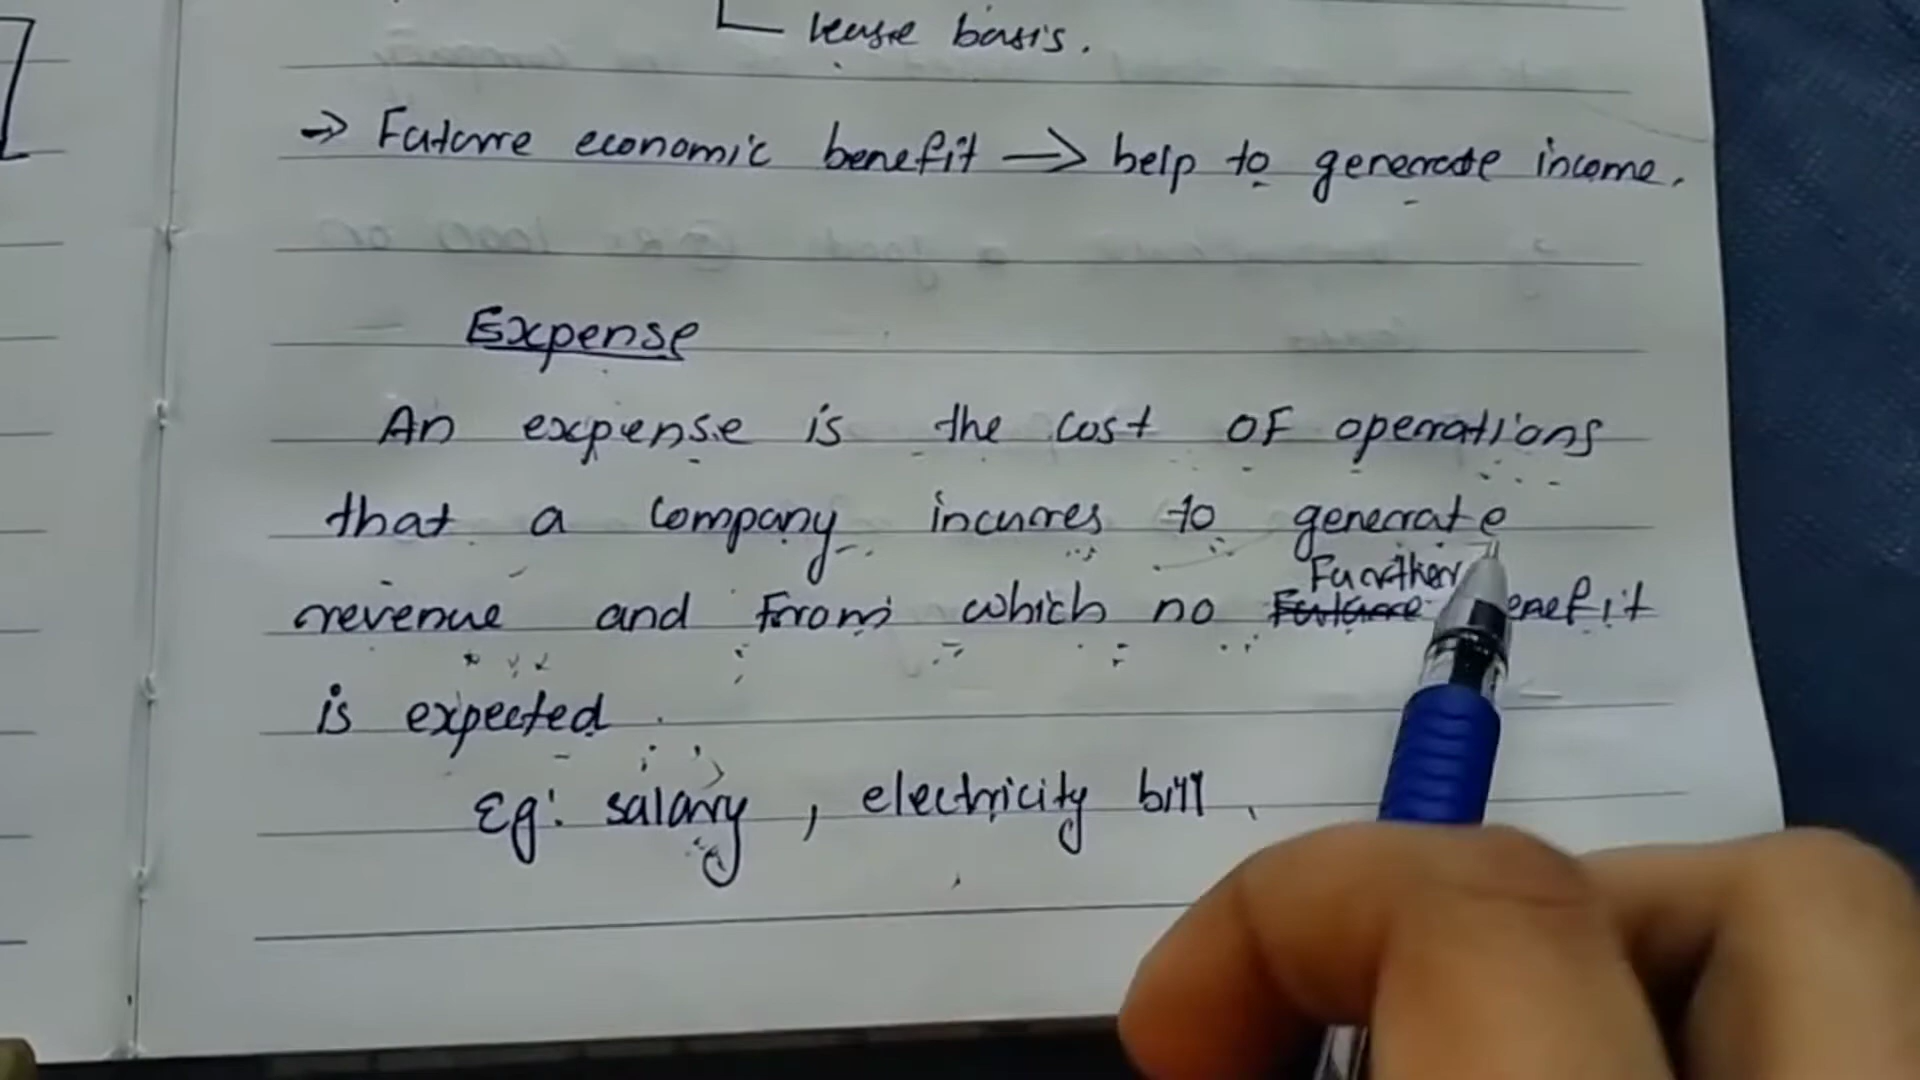 lease basis.
→ Future economic benefit → help to generate income.
Expense
An expense is the cost of operations
that a company incures to generate
Further
revenue and from which no Future benefit
is expected
Eg: salary, electricity bill